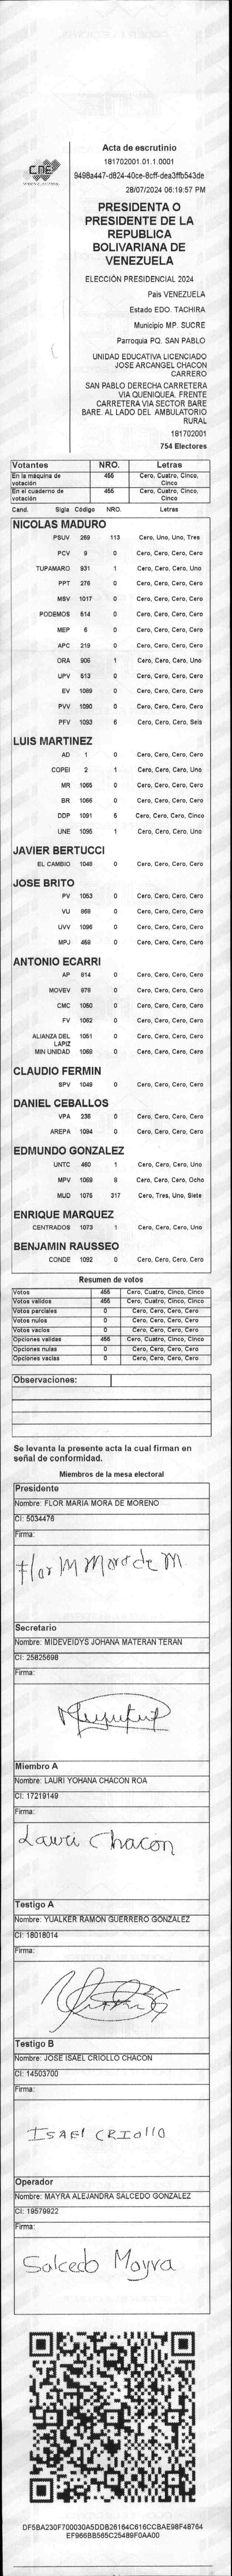 CNE
Acta de escrutinio
181702001.01.1.0001
9498a447-d824-40ce-8cff-dea3ffb543de
28/07/2024 06:19:57 PM
PRESIDENTA O
PRESIDENTE DE LA
REPUBLICA
BOLIVARIANA DE
VENEZUELA
ELECCIÓN PRESIDENCIAL 2024
Pais VENEZUELA
Estado EDO. TACHIRA
Municipio MP. SUCRE
Parroquia PQ. SAN PABLO
UNIDAD EDUCATIVA LICENCIADO
JOSE ARCANGEL CHACON
CARRERO
SAN PABLO DERECHA CARRETERA
VIA QUENIQUEA. FRENTE
CARRETERA VIA SECTOR BARE
BARE. AL LADO DEL AMBULATORIO
RURAL
181702001
754 Electores
Votantes NRO. Letras
En la máquina de votación 455 Cero, Cuatro, Cinco, Cinco
En el cuaderno de votación 455 Cero, Cuatro, Cinco, Cinco
Cand. Sigla Código NRO. Letras
NICOLAS MADURO
PSUV 269 113 Cero, Uno, Uno, Tres
PCV 9 0 Cero, Cero, Cero, Cero
TUPAMARO 931 1 Cero, Cero, Cero, Uno
PPT 276 0 Cero, Cero, Cero, Cero
MSV 1017 0 Cero, Cero, Cero, Cero
PODEMOS 514 0 Cero, Cero, Cero, Cero
MEP 6 0 Cero, Cero, Cero, Cero
APC 219 0 Cero, Cero, Cero, Cero
ORA 906 1 Cero, Cero, Cero, Uno
UPV 513 0 Cero, Cero, Cero, Cero
EV 1089 0 Cero, Cero, Cero, Cero
PVV 1090 0 Cero, Cero, Cero, Cero
PFV 1093 6 Cero, Cero, Cero, Seis
LUIS MARTINEZ
AD 1 0 Cero, Cero, Cero, Cero
COPEI 2 1 Cero, Cero, Cero, Uno
MR 1065 0 Cero, Cero, Cero, Cero
BR 1066 0 Cero, Cero, Cero, Cero
DDP 1091 5 Cero, Cero, Cero, Cinco
UNE 1095 1 Cero, Cero, Cero, Uno
JAVIER BERTUCCI
EL CAMBIO 1048 0 Cero, Cero, Cero, Cero
JOSE BRITO
PV 1053 0 Cero, Cero, Cero, Cero
VU 969 0 Cero, Cero, Cero, Cero
UVV 1096 0 Cero, Cero, Cero, Cero
MPJ 459 0 Cero, Cero, Cero, Cero
ANTONIO ECARRI
AP 814 0 Cero, Cero, Cero, Cero
MOVEV 979 0 Cero, Cero, Cero, Cero
CMC 1050 0 Cero, Cero, Cero, Cero
FV 1052 0 Cero, Cero, Cero, Cero
ALIANZA DEL LAPIZ 1051 0 Cero, Cero, Cero, Cero
MIN UNIDAD 1068 0 Cero, Cero, Cero, Cero
CLAUDIO FERMIN
SPV 1049 0 Cero, Cero, Cero, Cero
DANIEL CEBALLOS
VPA 236 0 Cero, Cero, Cero, Cero
AREPA 1094 0 Cero, Cero, Cero, Cero
EDMUNDO GONZALEZ
UNTC 460 1 Cero, Cero, Cero, Uno
MPV 1069 8 Cero, Cero, Cero, Ocho
MUD 1075 317 Cero, Tres, Uno, Siete
ENRIQUE MARQUEZ
CENTRADOS 1073 1 Cero, Cero, Cero, Uno
BENJAMIN RAUSSEO
CONDE 1092 0 Cero, Cero, Cero, Cero
Resumen de votos
Votos 455 Cero, Cuatro, Cinco, Cinco
Votos validos 455 Cero, Cuatro, Cinco, Cinco
Votos parciales 0 Cero, Cero, Cero, Cero
Votos nulos 0 Cero, Cero, Cero, Cero
Votos vacios 0 Cero, Cero, Cero, Cero
Opciones validas 455 Cero, Cuatro, Cinco, Cinco
Opciones nulas 0 Cero, Cero, Cero, Cero
Opciones vacias 0 Cero, Cero, Cero, Cero
Observaciones:
Se levanta la presente acta la cual firman en
señal de conformidad.
Miembros de la mesa electoral
Presidente
Nombre: FLOR MARIA MORA DE MORENO
CI: 5034476
Firma:
Flor M Mora de M
Secretario
Nombre: MIDEVEIDYS JOHANA MATERAN TERAN
CI: 25825698
Firma:
Miembro A
Nombre: LAURI YOHANA CHACON ROA
CI: 17219149
Firma:
Lauri Chacon
Testigo A
Nombre: YUALKER RAMON GUERRERO GONZALEZ
CI: 18018014
Firma:
Testigo B
Nombre: JOSE ISAEL CRIOLLO CHACON
CI: 14503700
Firma:
ISAEl CRIOllO
Operador
Nombre: MAYRA ALEJANDRA SALCEDO GONZALEZ
CI: 19579922
Firma:
Salcedo Mayra
DF5BA230F700030A5DDB26164C616CCBAE98F48764
EF966BB565C25489F0AA00